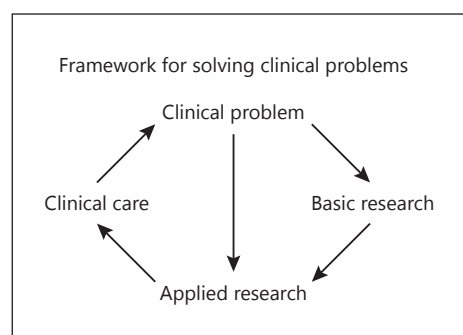 Framework for solving clinical problems
Clinical problem
Clinical care
Basic research
Applied research